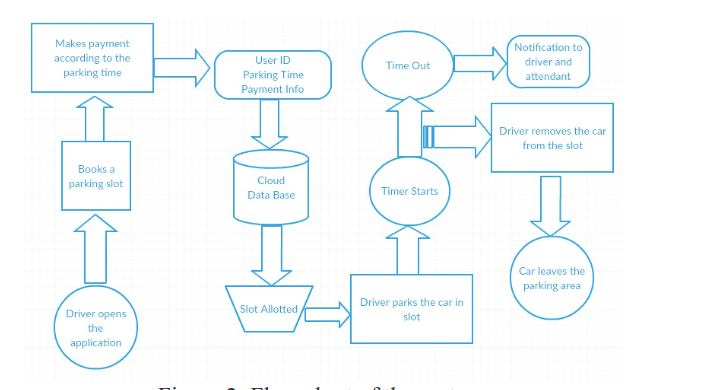 Makes payment
according to the
parking time
User ID
Parking Time
Payment Info
Time Out
Notification to
driver and
attendant
Books a
parking slot
Cloud
Data Base
Timer Starts
Driver removes the car
from the slot
Driver opens
the
application
Slot Allotted
Driver parks the car in
slot
Car leaves the
parking area